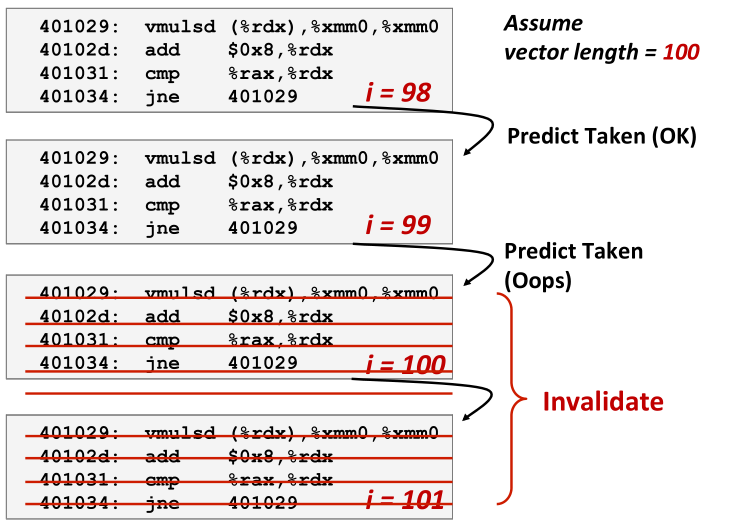 401029: vmulsd (%rdx),%xmm0,%xmm0
40102d: add $0x8,%rdx
401031: cmp %rax,%rdx
401034: jne 401029
i = 98
Assume
vector length = 100
Predict Taken (OK)
401029: vmulsd (%rdx),%xmm0,%xmm0
40102d: add $0x8,%rdx
401031: cmp %rax,%rdx
401034: jne 401029
i = 99
Predict Taken
(Oops)
401029: vmulsd (%rdx),%xmm0,%xmm0
40102d: add $0x8,%rdx
401031: cmp %rax,%rdx
401034: jne 401029
i = 100
Invalidate
401029: vmulsd (%rdx),%xmm0,%xmm0
40102d: add $0x8,%rdx
401031: cmp %rax,%rdx
401034: jne 401029
i = 101